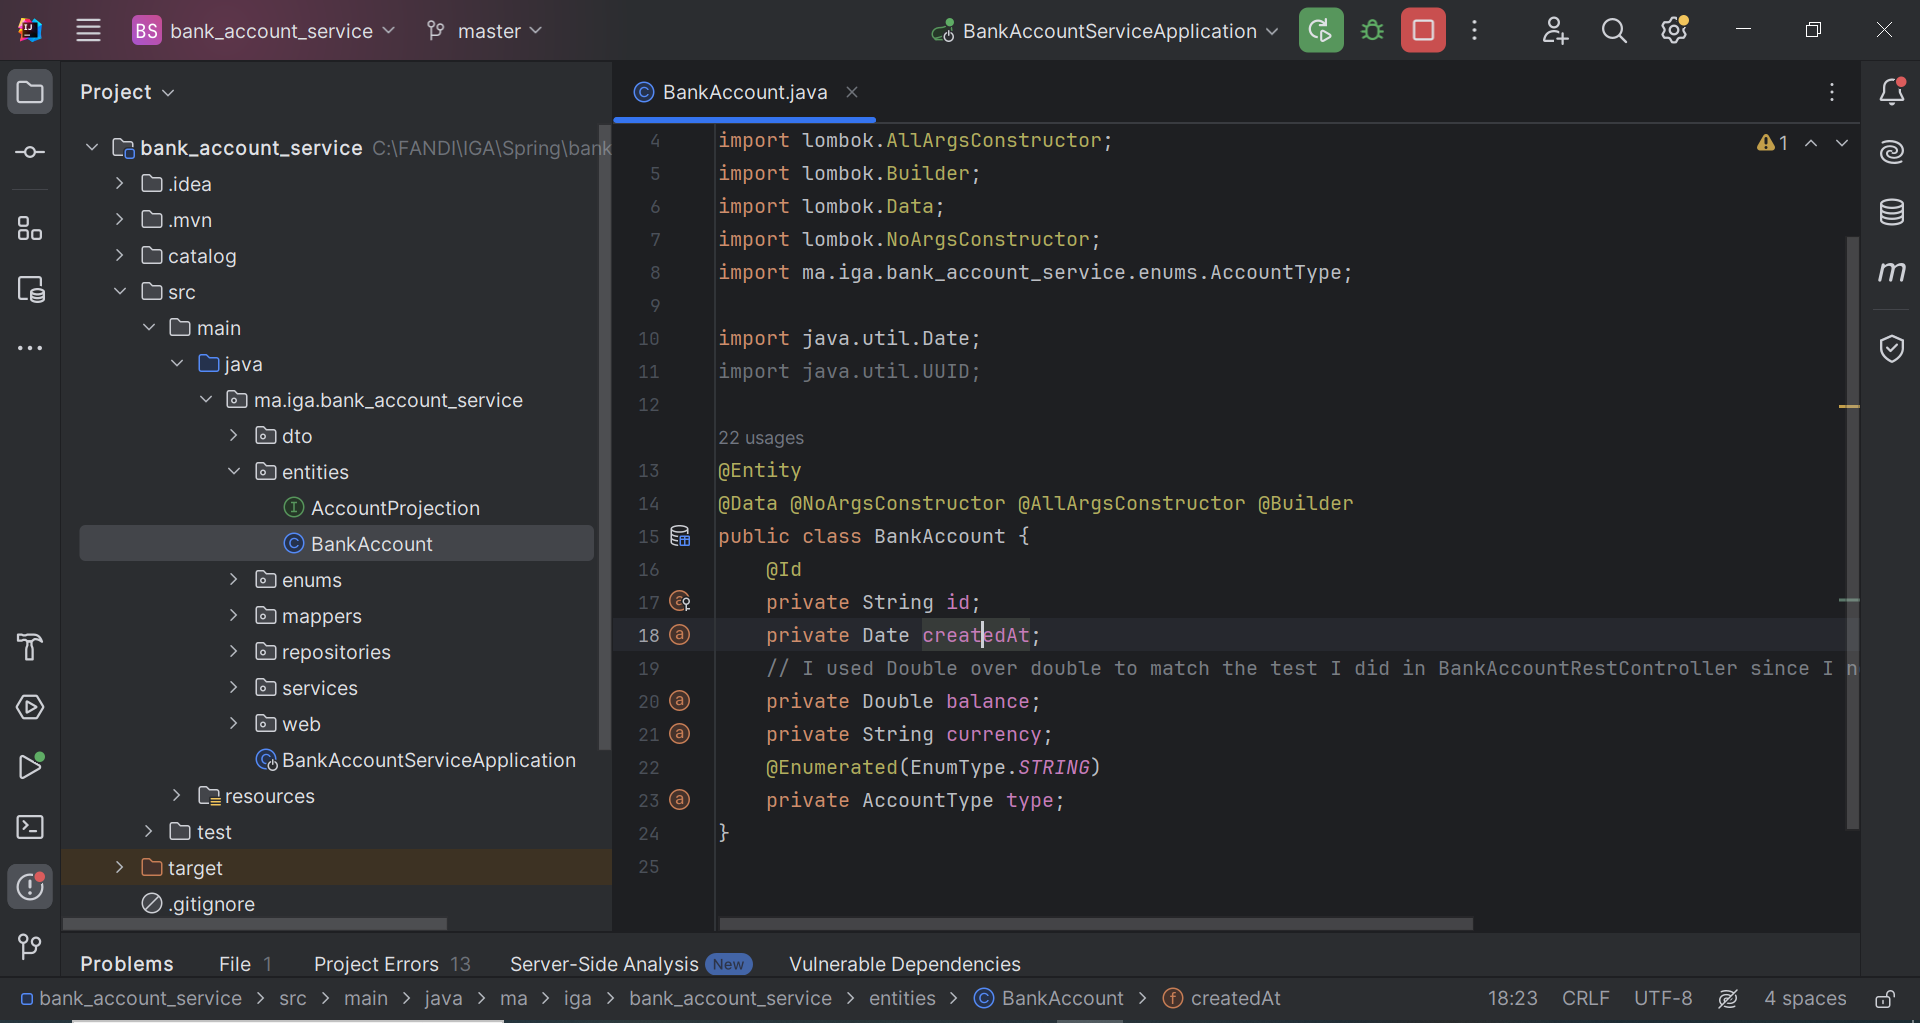 BS bank_account_service master BankAccountServiceApplication
Project
BankAccount.java
bank_account_service C:\FANDI\IGA\Spring\bank
.idea
.mvn
catalog
src
main
java
ma.iga.bank_account_service
dto
entities
AccountProjection
BankAccount
enums
mappers
repositories
services
web
BankAccountServiceApplication
resources
test
target
.gitignore
1
4 import lombok.AllArgsConstructor;
5 import lombok.Builder;
6 import lombok.Data;
7 import lombok.NoArgsConstructor;
8 import ma.iga.bank_account_service.enums.AccountType;
9
10 import java.util.Date;
11 import java.util.UUID;
12
22 usages
13 @Entity
14 @Data @NoArgsConstructor @AllArgsConstructor @Builder
15 public class BankAccount {
16 @Id
17 private String id;
18 private Date createdAt;
19 // I used Double over double to match the test I did in BankAccountRestController since I n
20 private Double balance;
21 private String currency;
22 @Enumerated(EnumType.STRING)
23 private AccountType type;
24 }
25
Problems File 1 Project Errors 13 Server-Side Analysis New Vulnerable Dependencies
bank_account_service > src > main > java > ma > iga > bank_account_service > entities > BankAccount > createdAt 18:23 CRLF UTF-8 4 spaces